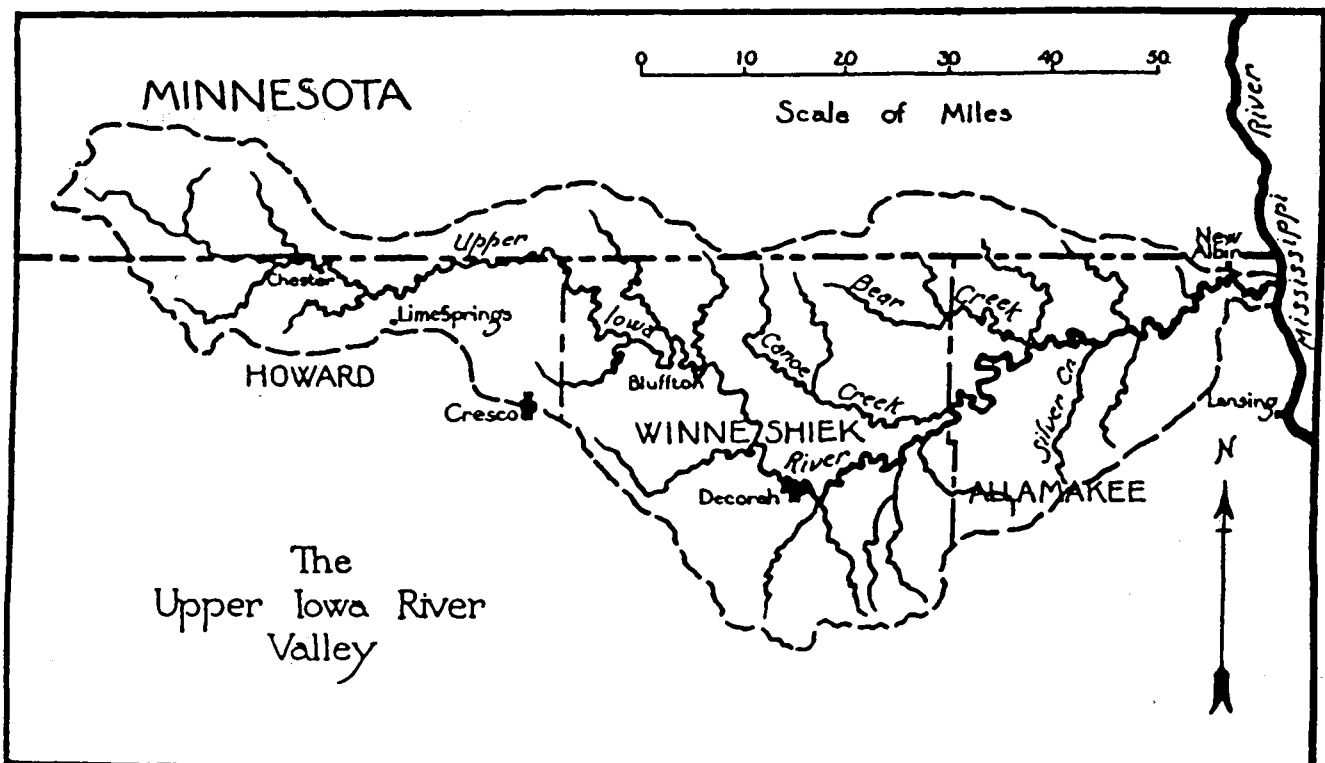 0 10 20 30 40 50
Scale of Miles
MINNESOTA
River
Mississippi
Upper
New
Albin
Chester
Lime Springs
Iowa
Bear
Creek
HOWARD
Bluffton
Canoe
Creek
Cresco
WINNESHIEK
Silver Cr.
Lansing
River
N
Decorah
ALLAMAKEE
The
Upper Iowa River
Valley